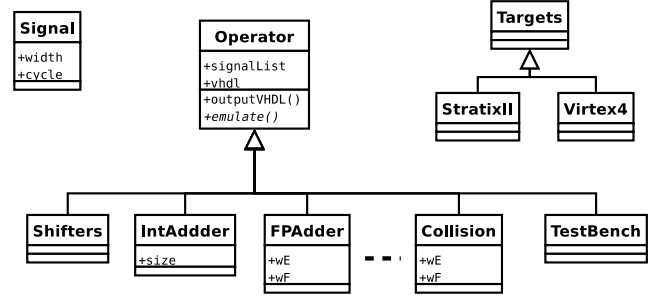 Signal
+width
+cycle
Operator
+signalList
+vhdl
+outputVHDL()
+emulate()
Targets
StratixII
Virtex4
Shifters
IntAddder
+size
FPAdder
+wE
+wF
Collision
+wE
+wF
TestBench